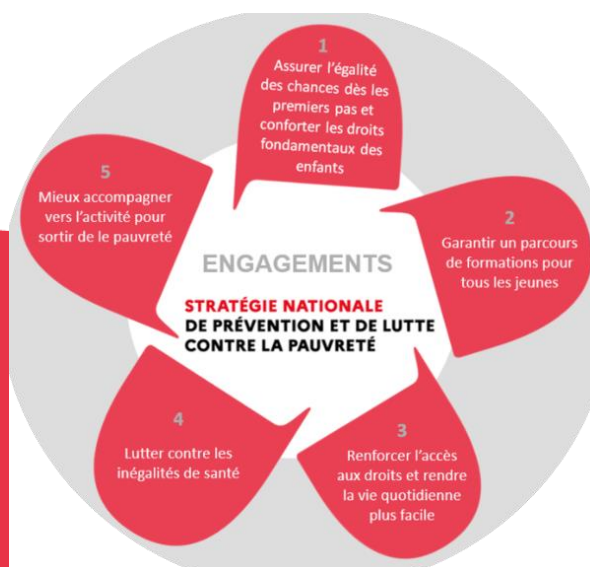 1
Assurer l'égalité
des chances dès les
premiers pas et
conforter les droits
fondamentaux des
enfants
2
Garantir un parcours
de formations pour
tous les jeunes
3
Renforcer l'accès
aux droits et rendre
la vie quotidienne
plus facile
4
Lutter contre les
inégalités de santé
5
Mieux accompagner
vers l'activité pour
sortir de le pauvreté
ENGAGEMENTS
STRATÉGIE NATIONALE
DE PRÉVENTION ET DE LUTTE
CONTRE LA PAUVRETÉ